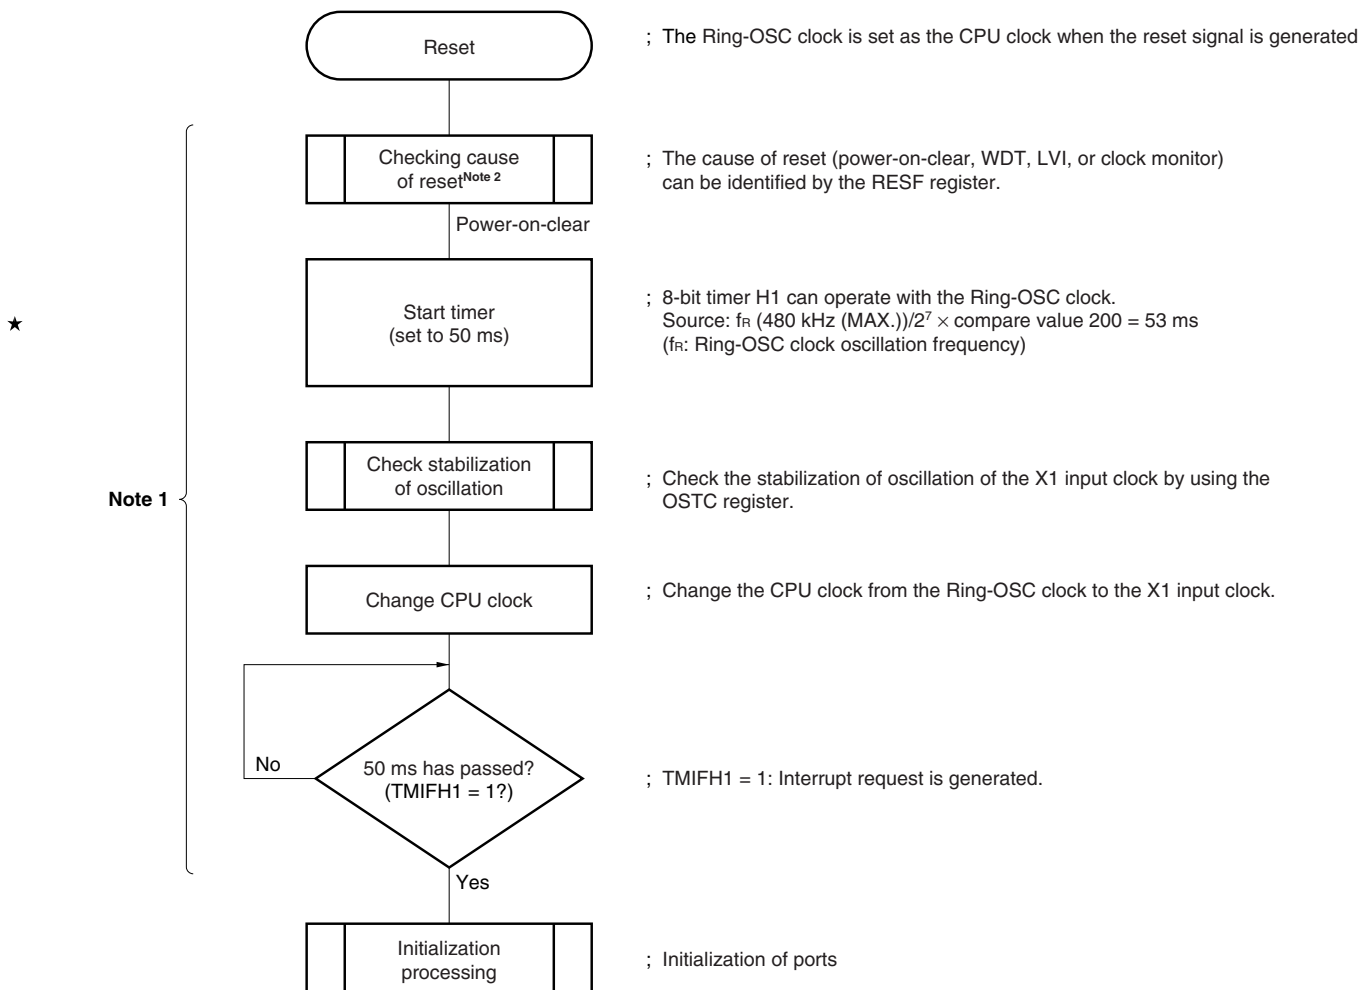 Reset
; The Ring-OSC clock is set as the CPU clock when the reset signal is generated
Checking cause
of reset Note 2
; The cause of reset (power-on-clear, WDT, LVI, or clock monitor)
can be identified by the RESF register.
Power-on-clear
★
Start timer
(set to 50 ms)
; 8-bit timer H1 can operate with the Ring-OSC clock.
Source: fR (480 kHz (MAX.))/2⁷ × compare value 200 = 53 ms
(fR: Ring-OSC clock oscillation frequency)
Note 1
Check stabilization
of oscillation
; Check the stabilization of oscillation of the X1 input clock by using the
OSTC register.
Change CPU clock
; Change the CPU clock from the Ring-OSC clock to the X1 input clock.
No
50 ms has passed?
(TMIFH1 = 1?)
; TMIFH1 = 1: Interrupt request is generated.
Yes
Initialization
processing
; Initialization of ports